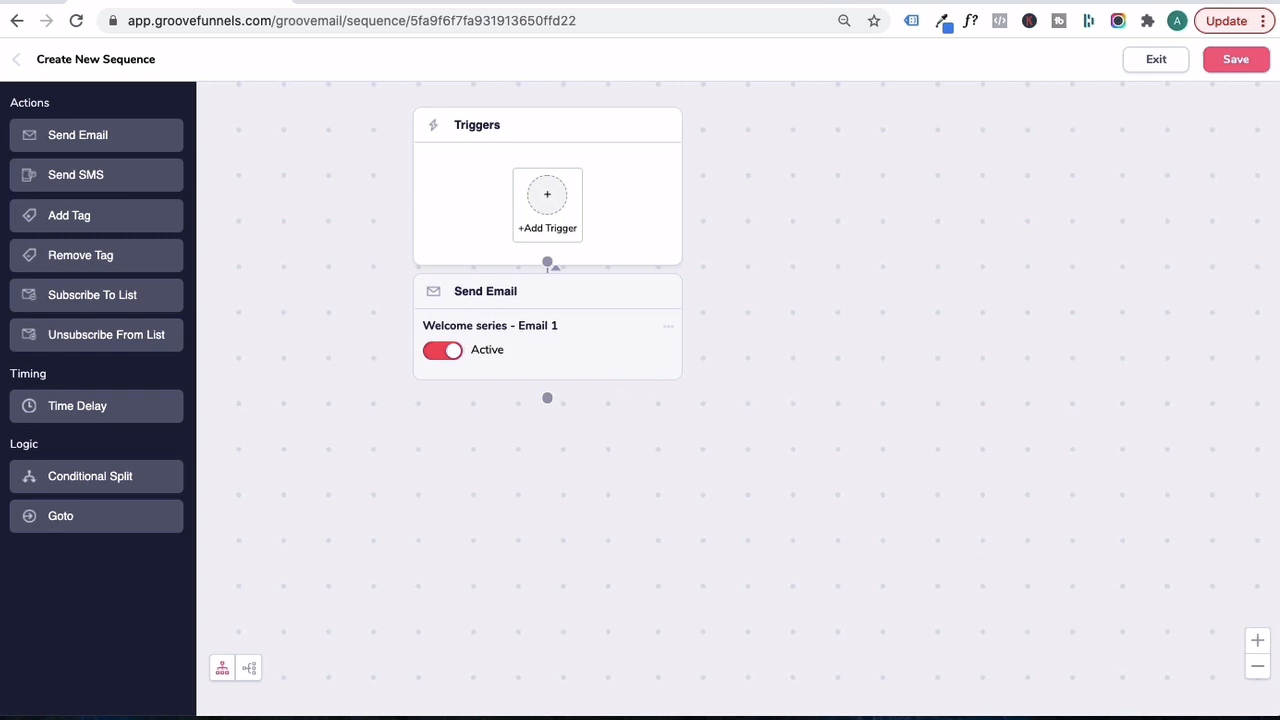 app.groovefunnels.com/groovemail/sequence/5fa9f6f7fa931913650ffd22
f?
K
tb
A
Update
Create New Sequence
Exit
Save
Actions
Send Email
Send SMS
Add Tag
Remove Tag
Subscribe To List
Unsubscribe From List
Timing
Time Delay
Logic
Conditional Split
Goto
Triggers
+
+Add Trigger
Send Email
Welcome series - Email 1
...
Active